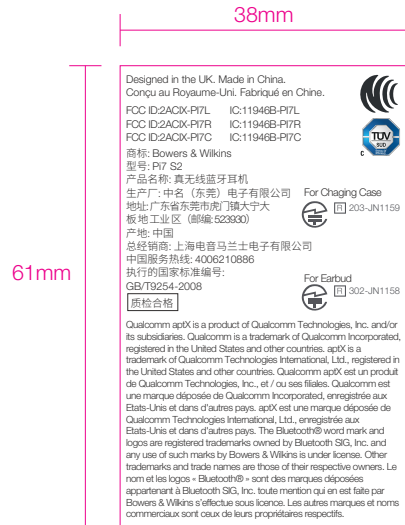 38mm
61mm
Designed in the UK. Made in China.
Conçu au Royaume-Uni. Fabriqué en Chine.
FCC ID:2ACIX-PI7L IC:11946B-PI7L
FCC ID:2ACIX-PI7R IC:11946B-PI7R
FCC ID:2ACIX-PI7C IC:11946B-PI7C
TÜV
SUD
C
商标: Bowers & Wilkins
型号: Pi7 S2
产品名称: 真无线蓝牙耳机
生产厂: 中名（东莞）电子有限公司
地址: 广东省东莞市虎门镇大宁大
板地工业区（邮编: 523930）
产地: 中国
总经销商: 上海电音马兰士电子有限公司
中国服务热线: 4006210886
执行的国家标准编号:
GB/T9254-2008
质检合格
For Chaging Case
R 203-JN1159
For Earbud
R 302-JN1158
Qualcomm aptX is a product of Qualcomm Technologies, Inc. and/or
its subsidiaries. Qualcomm is a trademark of Qualcomm Incorporated,
registered in the United States and other countries. aptX is a
trademark of Qualcomm Technologies International, Ltd., registered in
the United States and other countries. Qualcomm aptX est un produit
de Qualcomm Technologies, Inc., et / ou ses filiales. Qualcomm est
une marque déposée de Qualcomm Incorporated, enregistrée aux
Etats-Unis et dans d'autres pays. aptX est une marque déposée de
Qualcomm Technologies International, Ltd., enregistrée aux
Etats-Unis et dans d'autres pays. The Bluetooth® word mark and
logos are registered trademarks owned by Bluetooth SIG, Inc. and
any use of such marks by Bowers & Wilkins is under license. Other
trademarks and trade names are those of their respective owners. Le
nom et les logos « Bluetooth® » sont des marques déposées
appartenant à Bluetooth SIG, Inc. toute mention qui en est faite par
Bowers & Wilkins s'effectue sous licence. Les autres marques et noms
commerciaux sont ceux de leurs propriétaires respectifs.